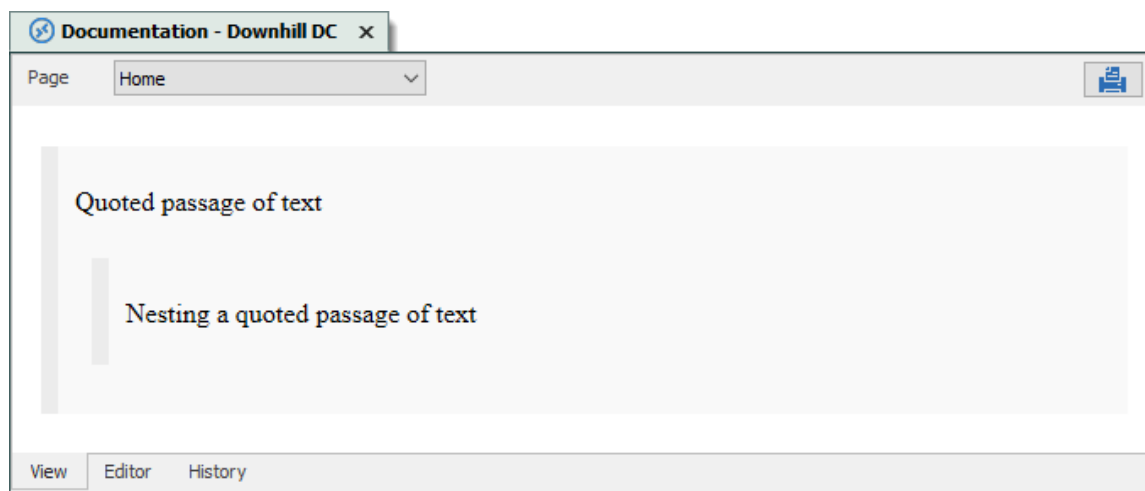 Documentation - Downhill DC x
Page Home
Quoted passage of text
Nesting a quoted passage of text
View Editor History